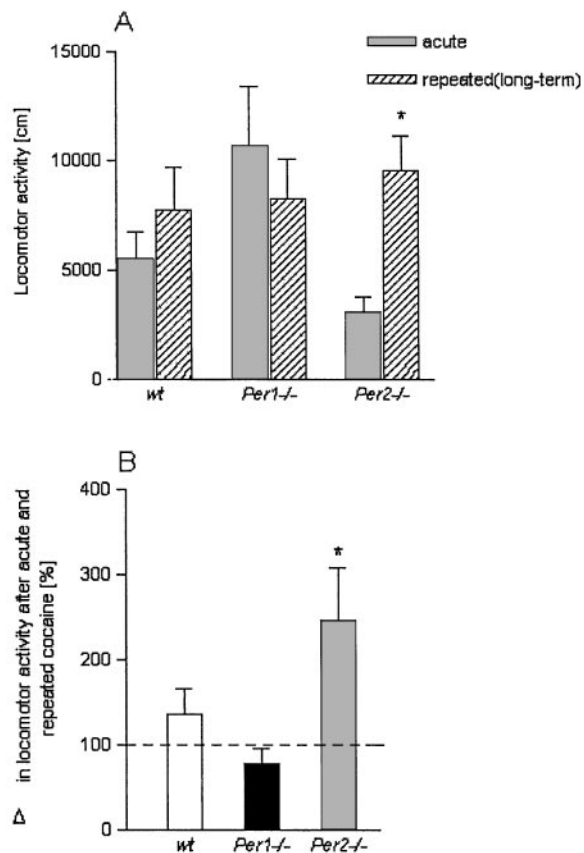 A
acute
repeated(long-term)
15000
10000
5000
0
Locomotor activity [cm]
*
wt
Per1-/-
Per2-/-
B
400
300
200
100
0
Δ
in locomotor activity after acute and
repeated cocaine [%]
*
wt
Per1-/-
Per2-/-